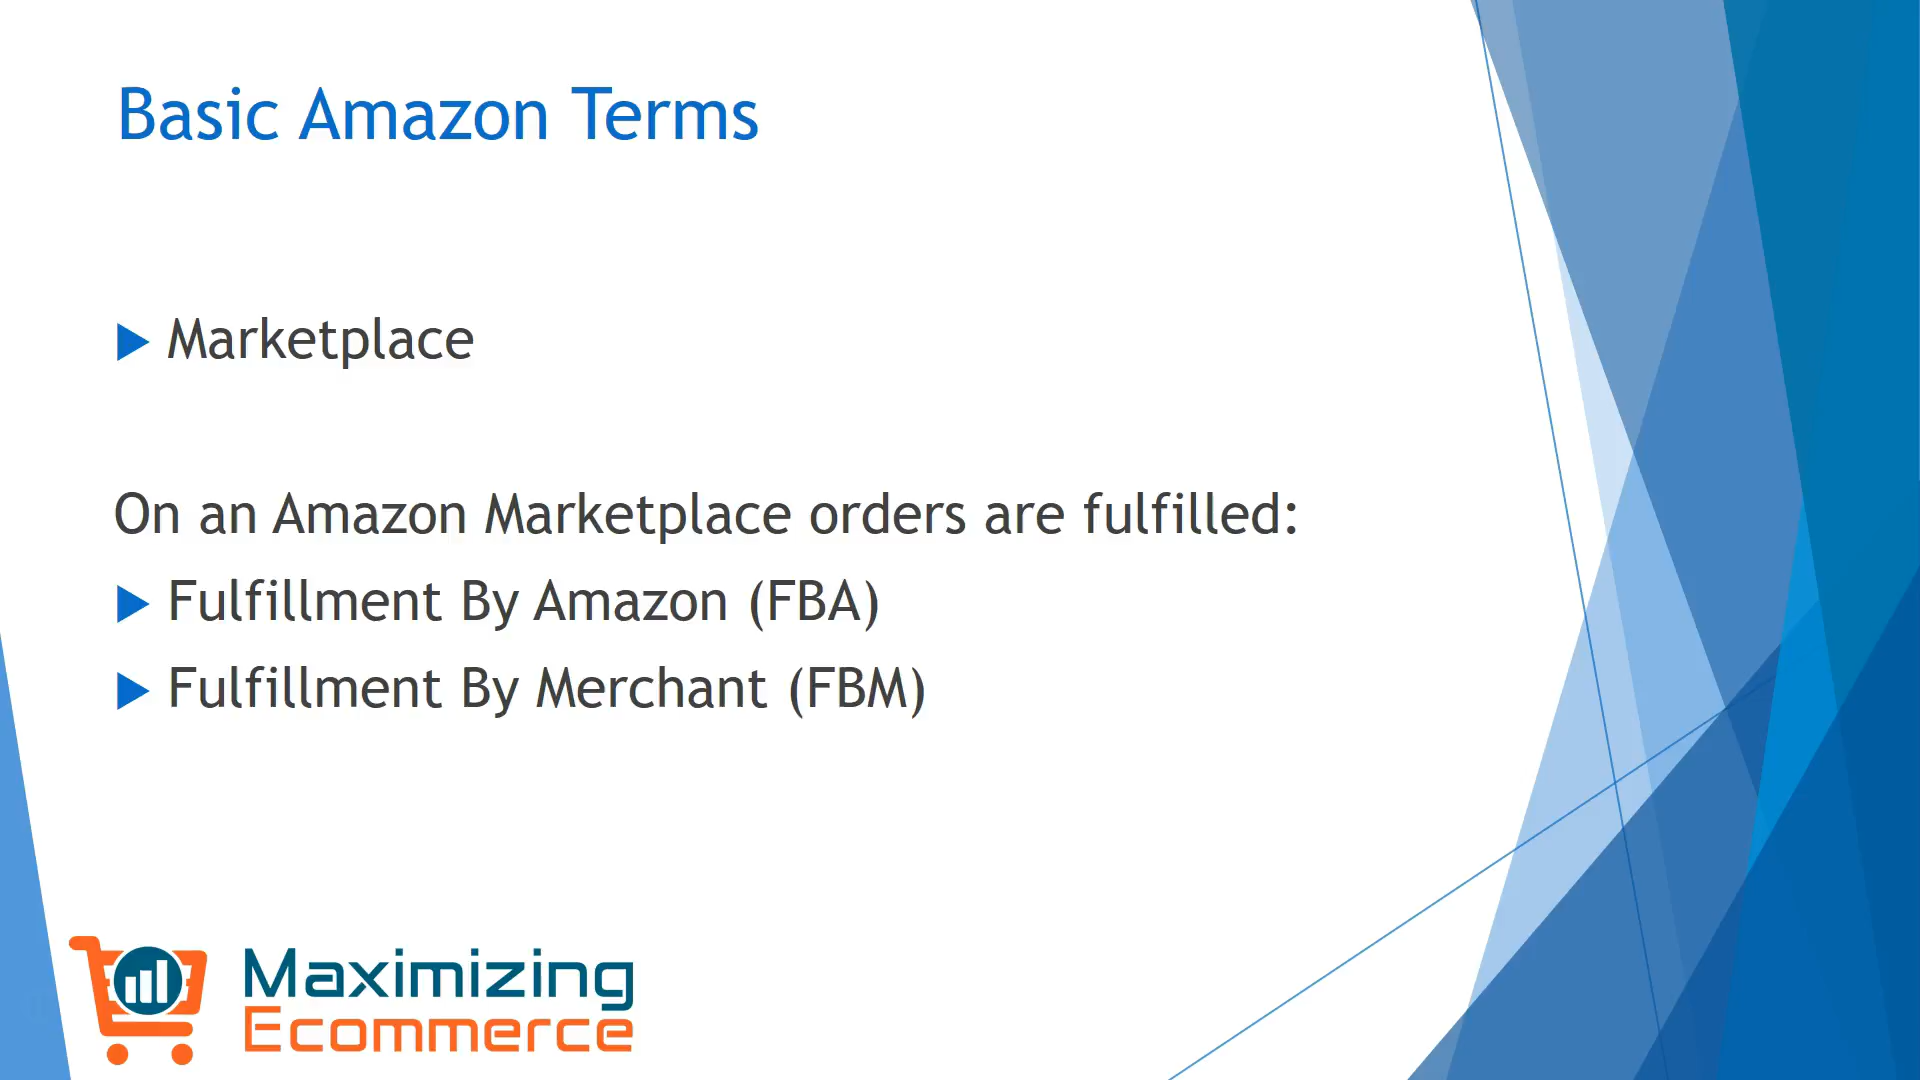 Basic Amazon Terms
Marketplace
On an Amazon Marketplace orders are fulfilled:
Fulfillment By Amazon (FBA)
Fulfillment By Merchant (FBM)
Maximizing
Ecommerce